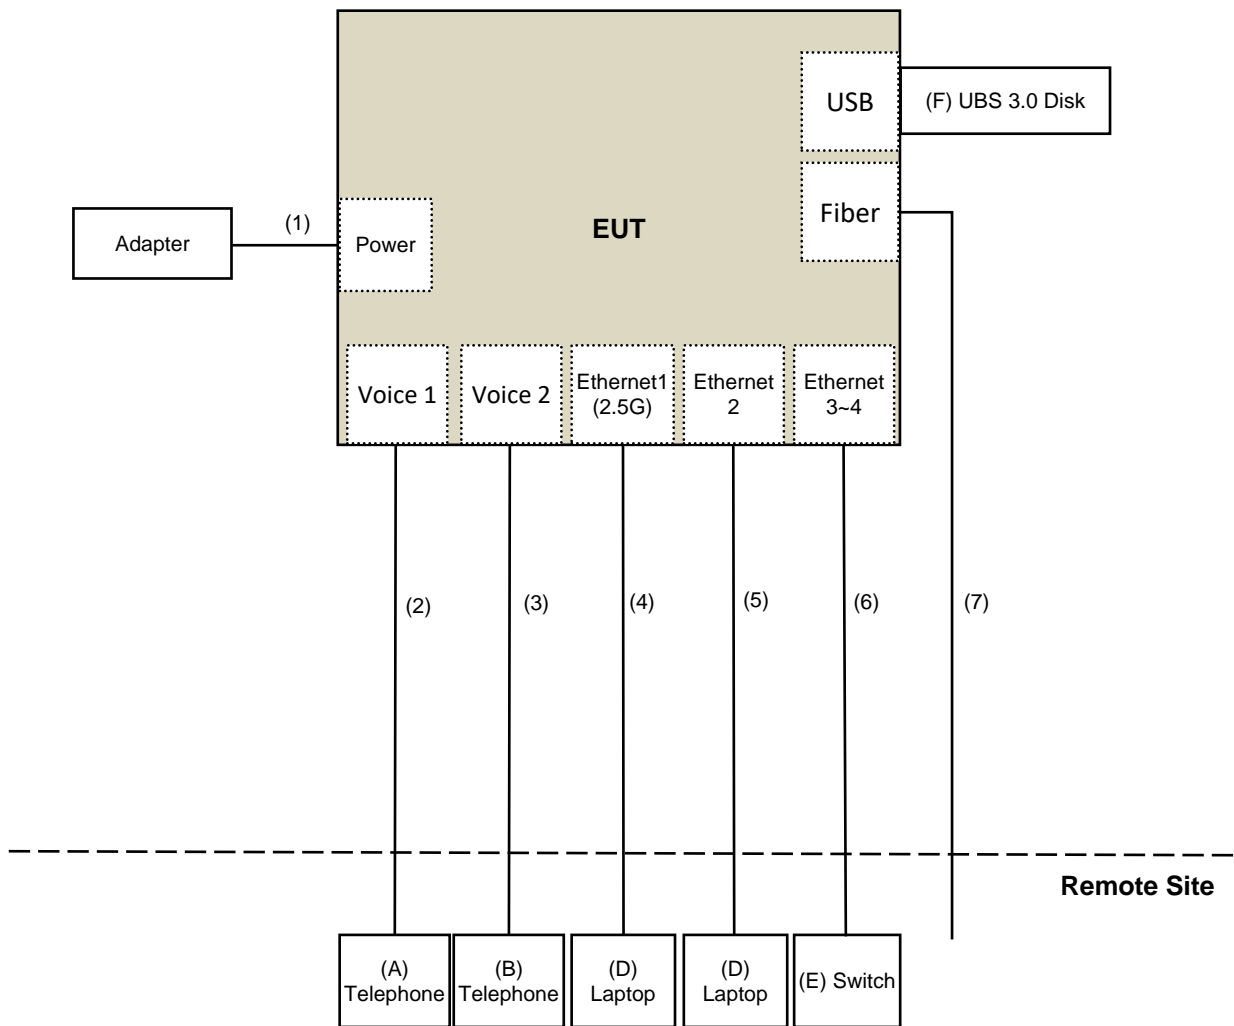 USB
(F) UBS 3.0 Disk
Fiber
EUT
(1)
Adapter
Power
Voice 1
Voice 2
Ethernet1
(2.5G)
Ethernet
2
Ethernet
3~4
(2)
(3)
(4)
(5)
(6)
(7)
Remote Site
(A)
Telephone
(B)
Telephone
(D)
Laptop
(D)
Laptop
(E) Switch